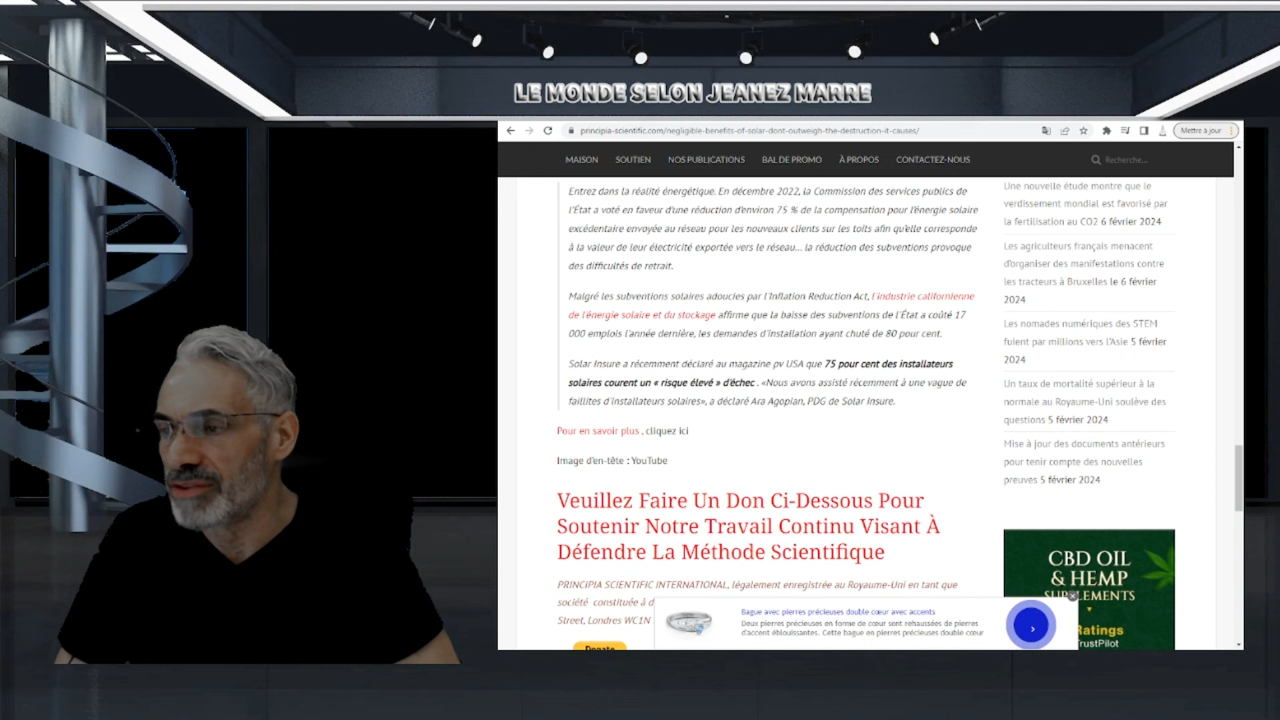 LE MONDE SELON JEANEZ MARRE
principia-scientific.com/negligible-benefits-of-solar-dont-outweigh-the-destruction-it-causes/
Mettre à jour
MAISON SOUTIEN NOS PUBLICATIONS BAL DE PROMO À PROPOS CONTACTEZ-NOUS
Recherche...
Entrez dans la réalité énergétique. En décembre 2022, la Commission des services publics de
l'État a voté en faveur d'une réduction d'environ 75 % de la compensation pour l'énergie solaire
excédentaire envoyée au réseau pour les nouveaux clients sur les toits afin qu'elle corresponde
à la valeur de leur électricité exportée vers le réseau... la réduction des subventions provoque
des difficultés de retrait.
Malgré les subventions solaires adoucies par l'Inflation Reduction Act, l'industrie californienne
de l'énergie solaire et du stockage affirme que la baisse des subventions de l'État a coûté 17
000 emplois l'année dernière, les demandes d'installation ayant chuté de 80 pour cent.
Solar Insure a récemment déclaré au magazine pv USA que 75 pour cent des installateurs
solaires courent un « risque élevé » d'échec . «Nous avons assisté récemment à une vague de
faillites d'installateurs solaires», a déclaré Ara Agopian, PDG de Solar Insure.
Pour en savoir plus , cliquez ici
Image d'en-tête : YouTube
Veuillez Faire Un Don Ci-Dessous Pour
Soutenir Notre Travail Continu Visant À
Défendre La Méthode Scientifique
PRINCIPIA SCIENTIFIC INTERNATIONAL, légalement enregistrée au Royaume-Uni en tant que
société constituée à d
Street, Londres WC1N
Donate
Une nouvelle étude montre que le
verdissement mondial est favorisé par
la fertilisation au CO2 6 février 2024
Les agriculteurs français menacent
d'organiser des manifestations contre
les tracteurs à Bruxelles le 6 février
2024
Les nomades numériques des STEM
fuient par millions vers l'Asie 5 février
2024
Un taux de mortalité supérieur à la
normale au Royaume-Uni soulève des
questions 5 février 2024
Mise à jour des documents antérieurs
pour tenir compte des nouvelles
preuves 5 février 2024
CBD OIL
& HEMP
SUPPLEMENTS
Ratings
TrustPilot
Bague avec pierres précieuses double cœur avec accents
Deux pierres précieuses en forme de cœur sont rehaussées de pierres
d'accent éblouissantes. Cette bague en pierres précieuses double cœur